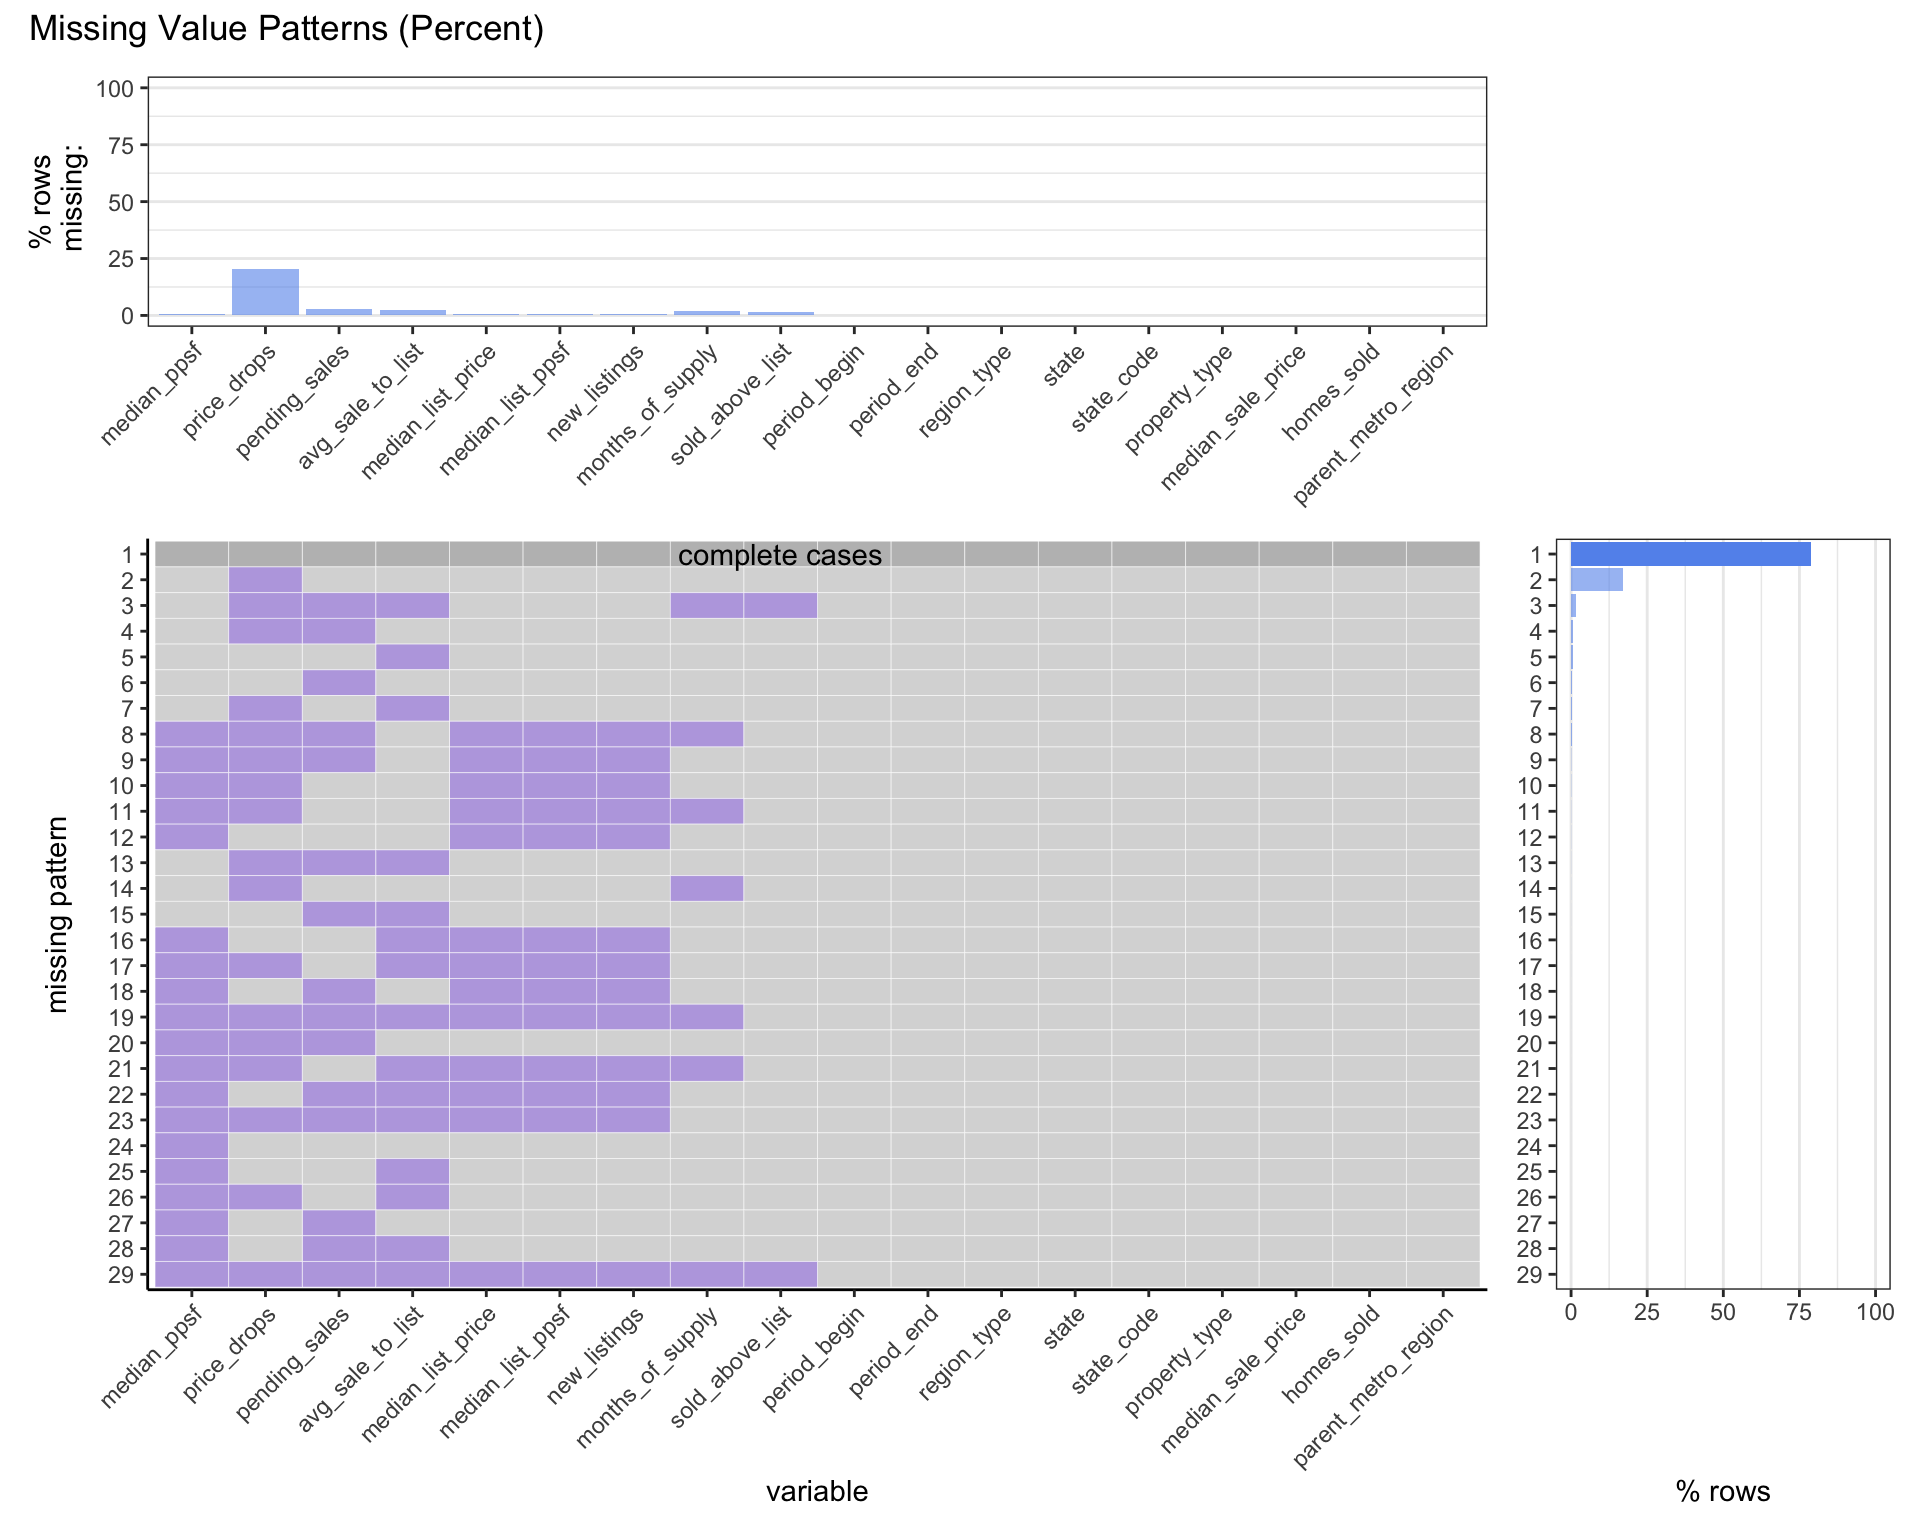 Missing Value Patterns (Percent)
% rows
missing:
100
75
50
25
0
median_ppsf
price_drops
pending_sales
avg_sale_to_list
median_list_price
median_list_ppsf
new_listings
months_of_supply
sold_above_list
period_begin
period_end
region_type
state
state_code
property_type
median_sale_price
homes_sold
parent_metro_region
missing pattern
1
2
3
4
5
6
7
8
9
10
11
12
13
14
15
16
17
18
19
20
21
22
23
24
25
26
27
28
29
complete cases
median_ppsf
price_drops
pending_sales
avg_sale_to_list
median_list_price
median_list_ppsf
new_listings
months_of_supply
sold_above_list
period_begin
period_end
region_type
state
state_code
property_type
median_sale_price
homes_sold
parent_metro_region
variable
1
2
3
4
5
6
7
8
9
10
11
12
13
14
15
16
17
18
19
20
21
22
23
24
25
26
27
28
29
0 25 50 75 100
% rows